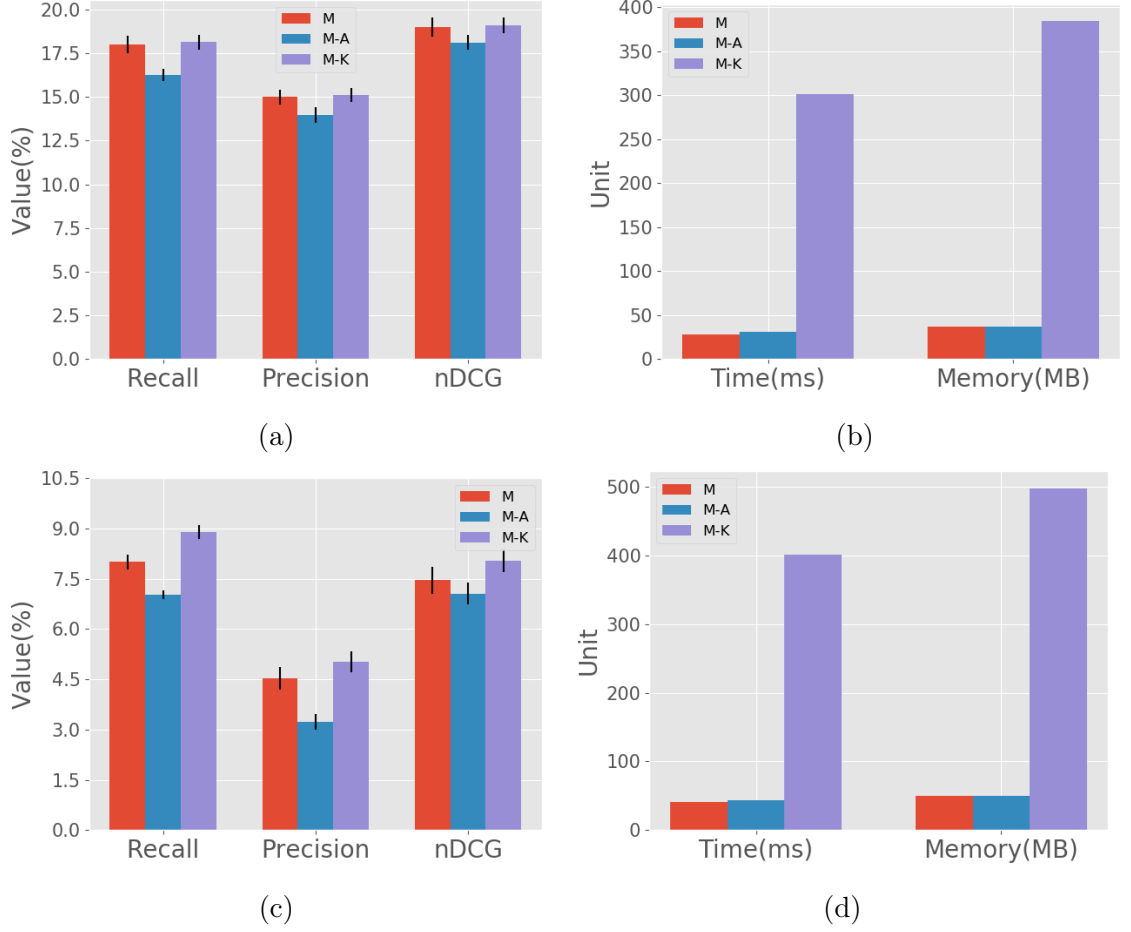 20.0
17.5
15.0
12.5
10.0
7.5
5.0
2.5
0.0
Value(%)
M
M-A
M-K
Recall Precision nDCG
(a)
400
350
300
250
200
150
100
50
0
Unit
M
M-A
M-K
Time(ms) Memory(MB)
(b)
10.5
9.0
7.5
6.0
4.5
3.0
1.5
0.0
Value(%)
M
M-A
M-K
Recall Precision nDCG
(c)
500
400
300
200
100
0
Unit
M
M-A
M-K
Time(ms) Memory(MB)
(d)